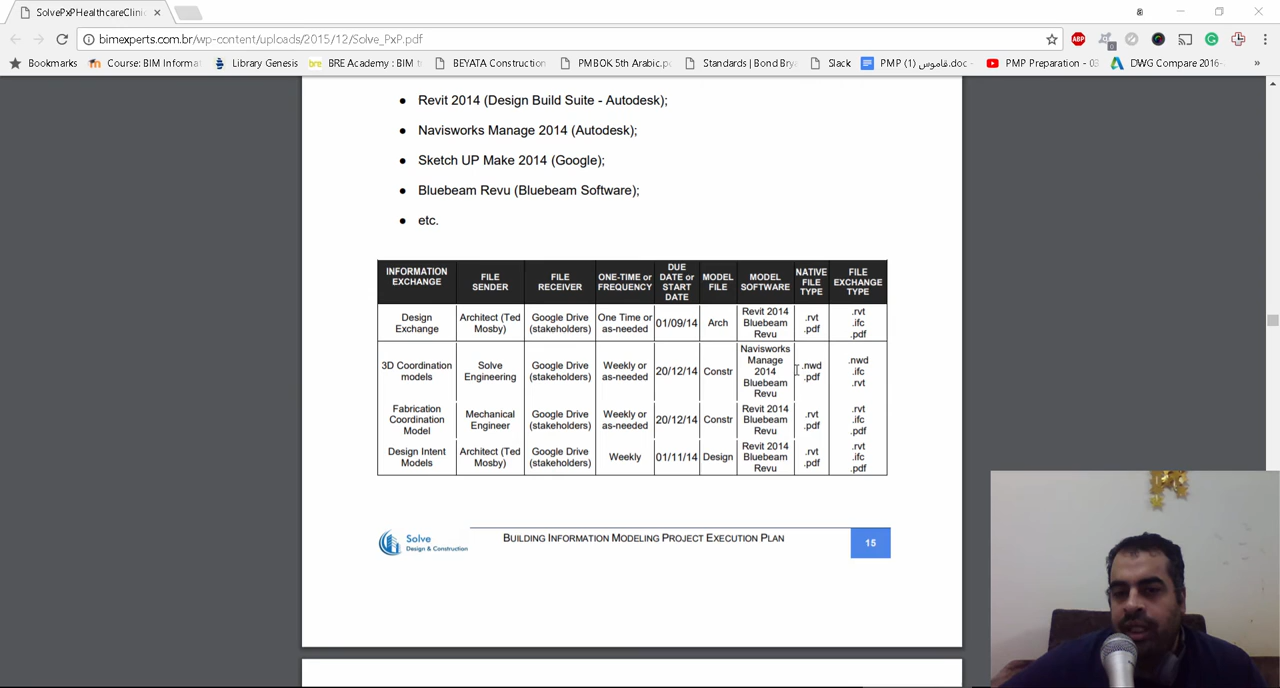 SolvePxPHealthcareClini
bimexperts.com.br/wp-content/uploads/2015/12/Solve_PxP.pdf
Bookmarks Course: BIM Informat Library Genesis BRE Academy : BIM BEYATA Construction PMBOK 5th Arabic.p Standards | Bond Bry Slack PMP (1) قاموس.doc PMP Preparation - 03 DWG Compare 2016-
Revit 2014 (Design Build Suite - Autodesk);
Navisworks Manage 2014 (Autodesk);
Sketch UP Make 2014 (Google);
Bluebeam Revu (Bluebeam Software);
etc.
INFORMATION EXCHANGE FILE SENDER FILE RECEIVER ONE-TIME or FREQUENCY DUE DATE or START DATE MODEL FILE MODEL SOFTWARE NATIVE FILE TYPE FILE EXCHANGE TYPE
Design Exchange Architect (Ted Mosby) Google Drive (stakeholders) One Time or as-needed 01/09/14 Arch Revit 2014 Bluebeam Revu .rvt .pdf .rvt .ifc .pdf
3D Coordination models Solve Engineering Google Drive (stakeholders) Weekly or as-needed 20/12/14 Constr Navisworks Manage 2014 Bluebeam Revu .nwd .pdf .nwd .ifc .rvt
Fabrication Coordination Model Mechanical Engineer Google Drive (stakeholders) Weekly or as-needed 20/12/14 Constr Revit 2014 Bluebeam Revu .rvt .pdf .rvt .ifc .pdf
Design Intent Models Architect (Ted Mosby) Google Drive (stakeholders) Weekly 01/11/14 Design Revit 2014 Bluebeam Revu .rvt .pdf .rvt .ifc .pdf
Solve
Design & Construction
BUILDING INFORMATION MODELING PROJECT EXECUTION PLAN
15